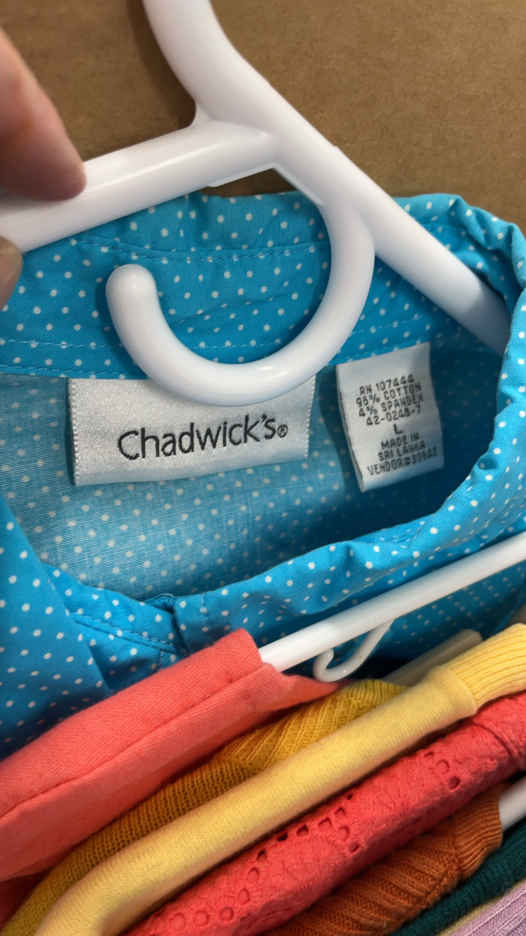 Chadwick's®
RN 107444
96% COTTON
4% SPANDEX
42-0248-7
L
MADE IN
SRI LANKA